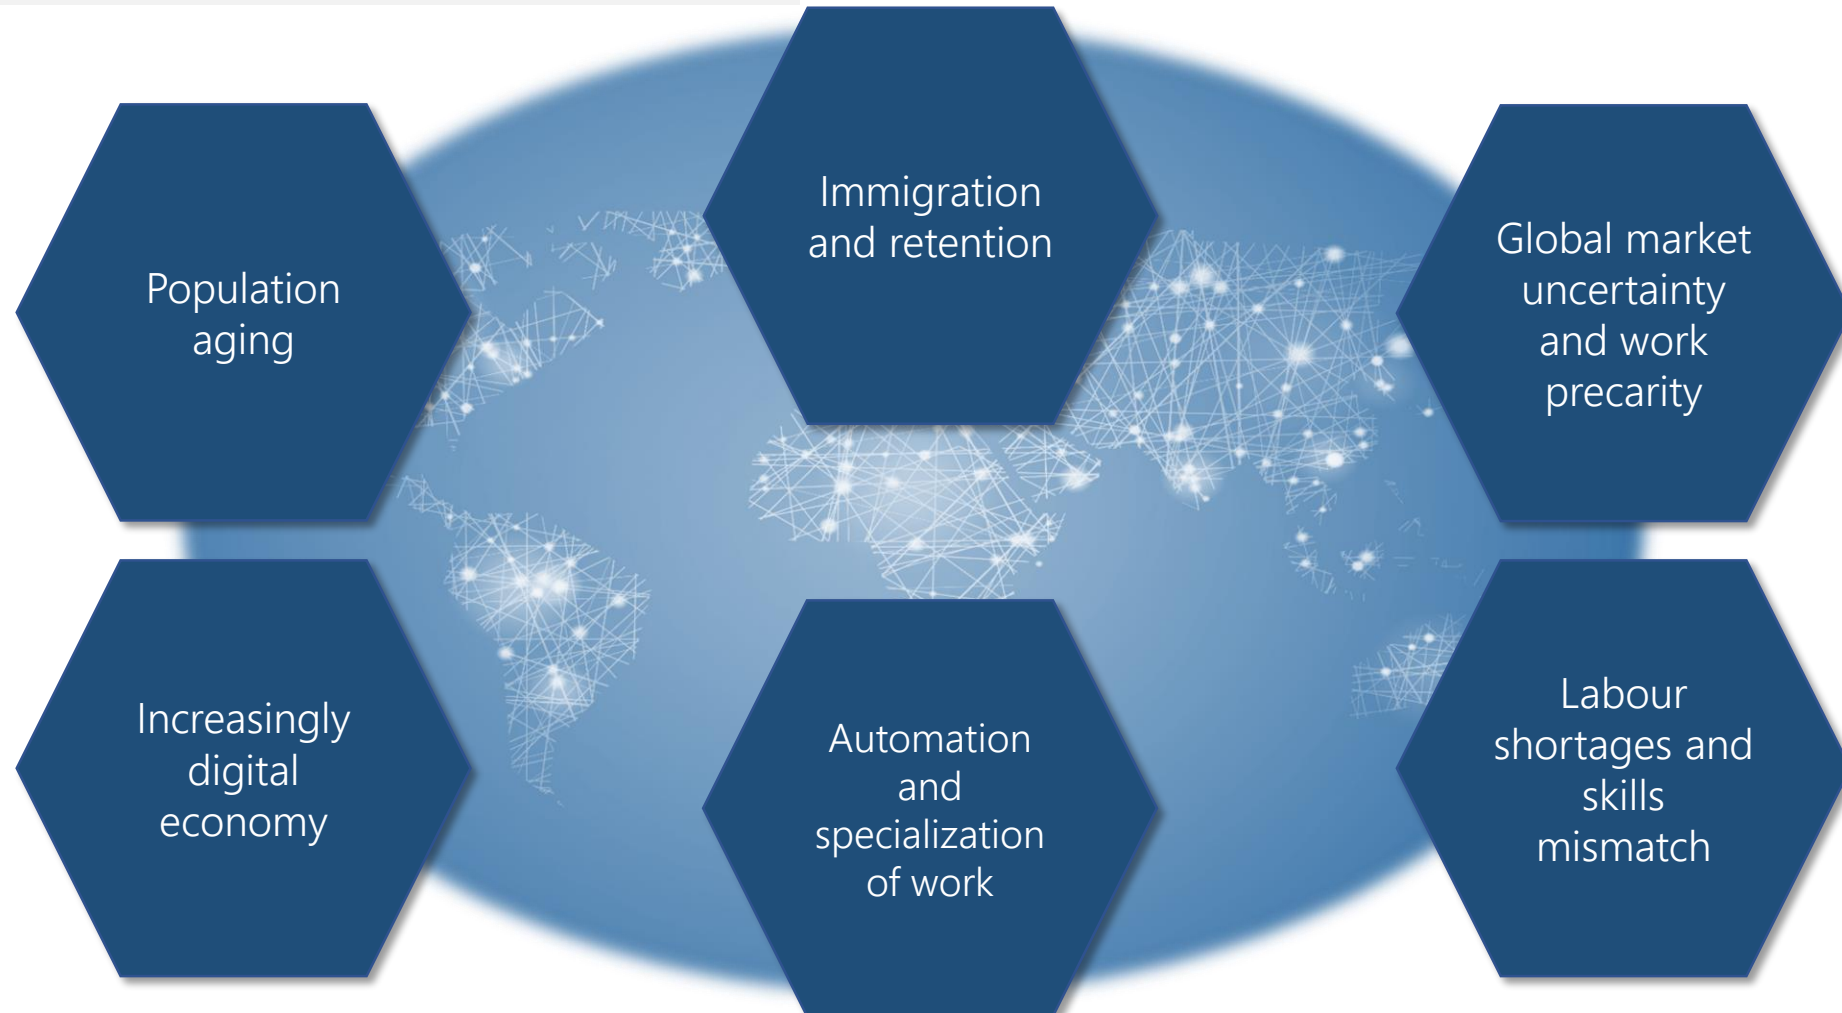 Population
aging
Immigration
and retention
Global market
uncertainty
and work
precarity
Increasingly
digital
economy
Automation
and
specialization
of work
Labour
shortages and
skills
mismatch